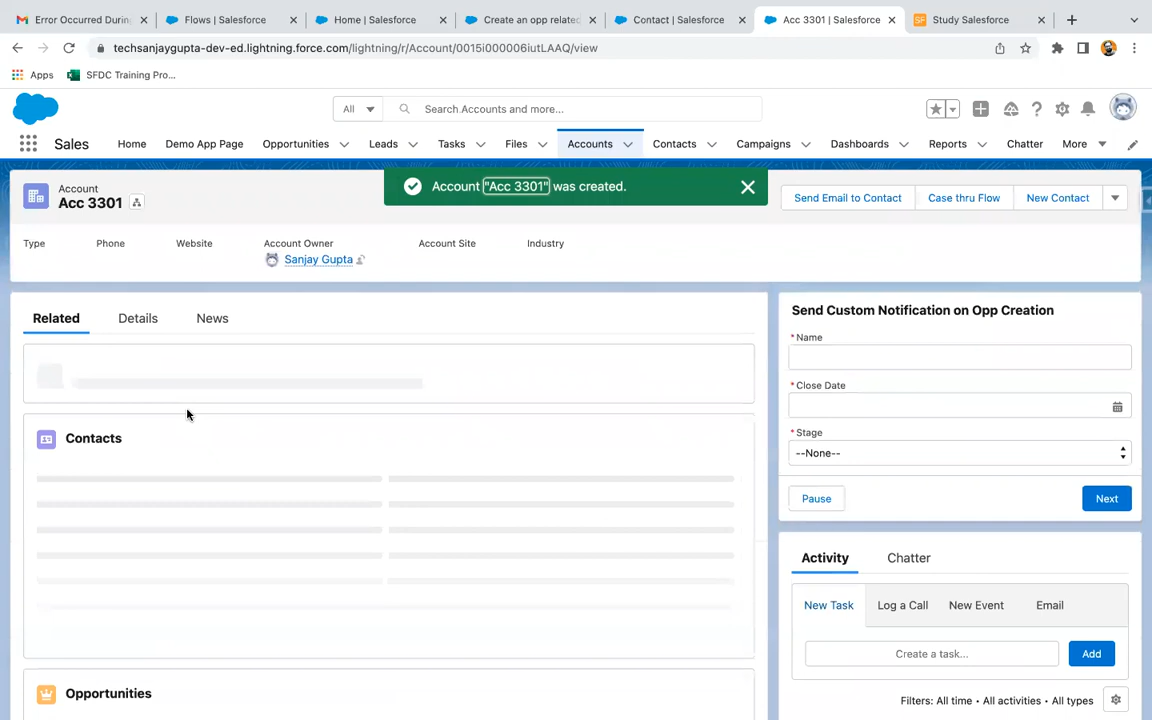 Error Occurred Durin
Flows | Salesforce
Home | Salesforce
Create an opp relate
Contact | Salesforce
Acc 3301 | Salesforce
Study Salesforce
techsanjaygupta-dev-ed.lightning.force.com/lightning/r/Account/0015i000006iutLAAQ/view
Apps
SFDC Training Pro...
All
Search Accounts and more...
Sales
Home
Demo App Page
Opportunities
Leads
Tasks
Files
Accounts
Contacts
Campaigns
Dashboards
Reports
Chatter
More
Account
Acc 3301
Account "Acc 3301" was created.
Send Email to Contact
Case thru Flow
New Contact
Type
Phone
Website
Account Owner
Account Site
Industry
Sanjay Gupta
Related
Details
News
Contacts
Opportunities
Send Custom Notification on Opp Creation
*Name
*Close Date
*Stage
--None--
Pause
Next
Activity
Chatter
New Task
Log a Call
New Event
Email
Create a task...
Add
Filters: All time • All activities • All types